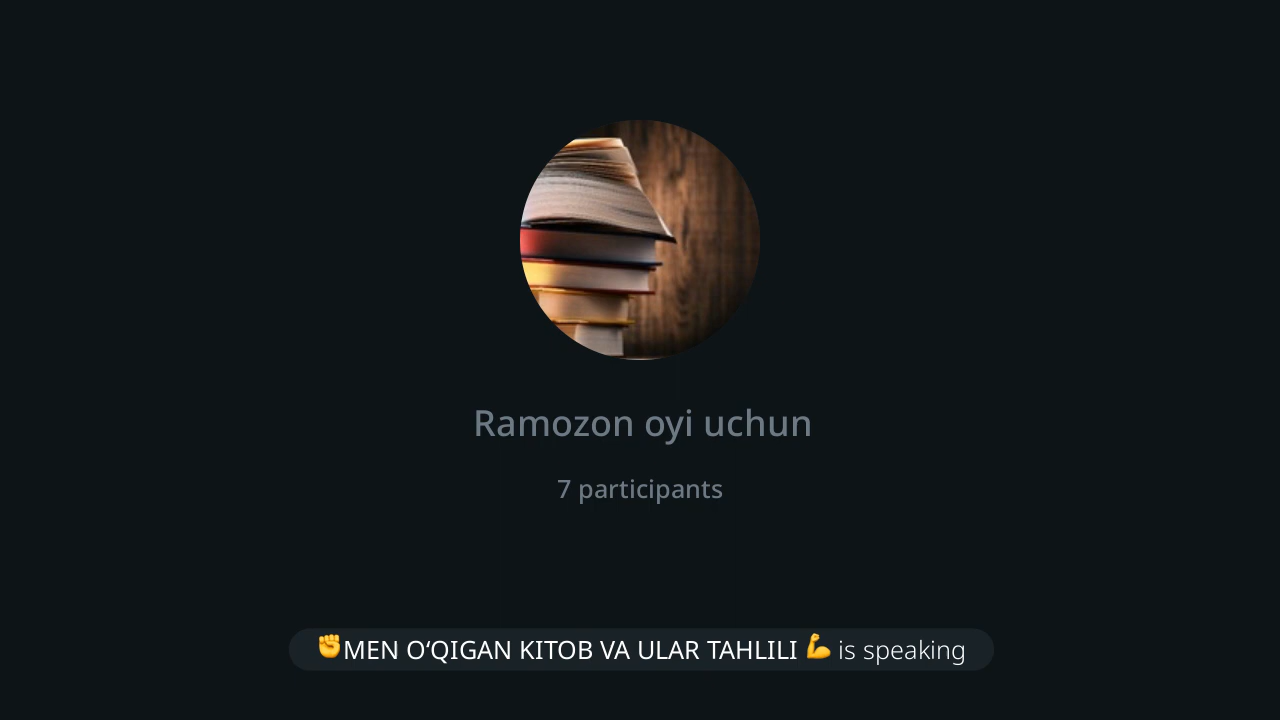 Ramozon oyi uchun
7 participants
✊MEN O‘QIGAN KITOB VA ULAR TAHLILI 💪 is speaking